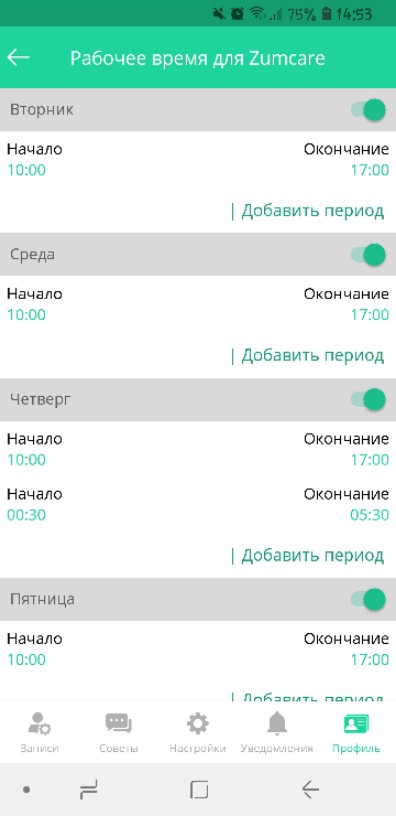 75% 14:53
Рабочее время для Zumcare
Вторник
Начало Окончание
10:00 17:00
| Добавить период
Среда
Начало Окончание
10:00 17:00
| Добавить период
Четверг
Начало Окончание
10:00 17:00
Начало Окончание
00:30 05:30
| Добавить период
Пятница
Начало Окончание
10:00 17:00
| Добавить период
Записи Советы Настройки Уведомления Профиль